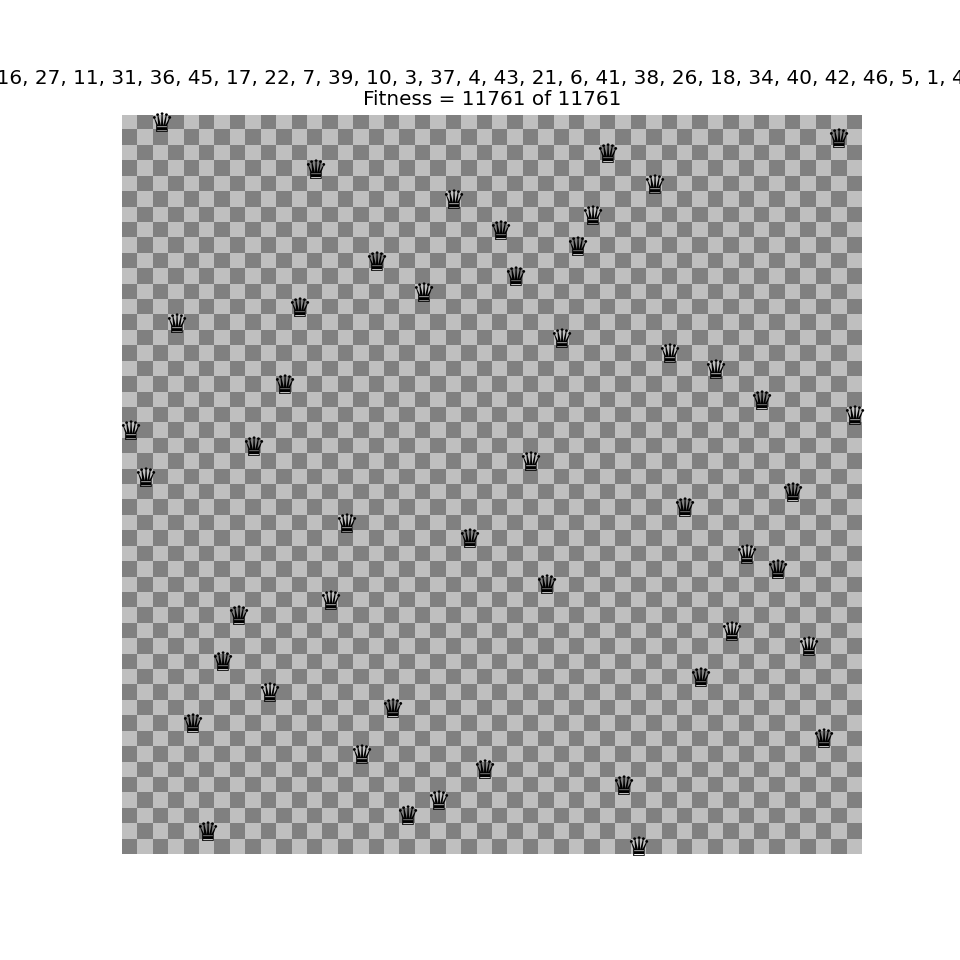 16, 27, 11, 31, 36, 45, 17, 22, 7, 39, 10, 3, 37, 4, 43, 21, 6, 41, 38, 26, 18, 34, 40, 42, 46, 5, 1, 4
Fitness = 11761 of 11761